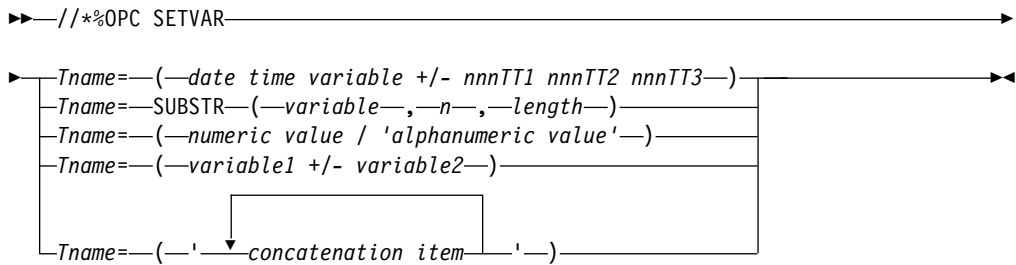 //*%OPC SETVAR
Tname= ( date time variable +/- nnnTT1 nnnTT2 nnnTT3 )
Tname= SUBSTR ( variable , n , length )
Tname= ( numeric value / 'alphanumeric value' )
Tname= ( variable1 +/- variable2 )
Tname= ( ' concatenation item ' )